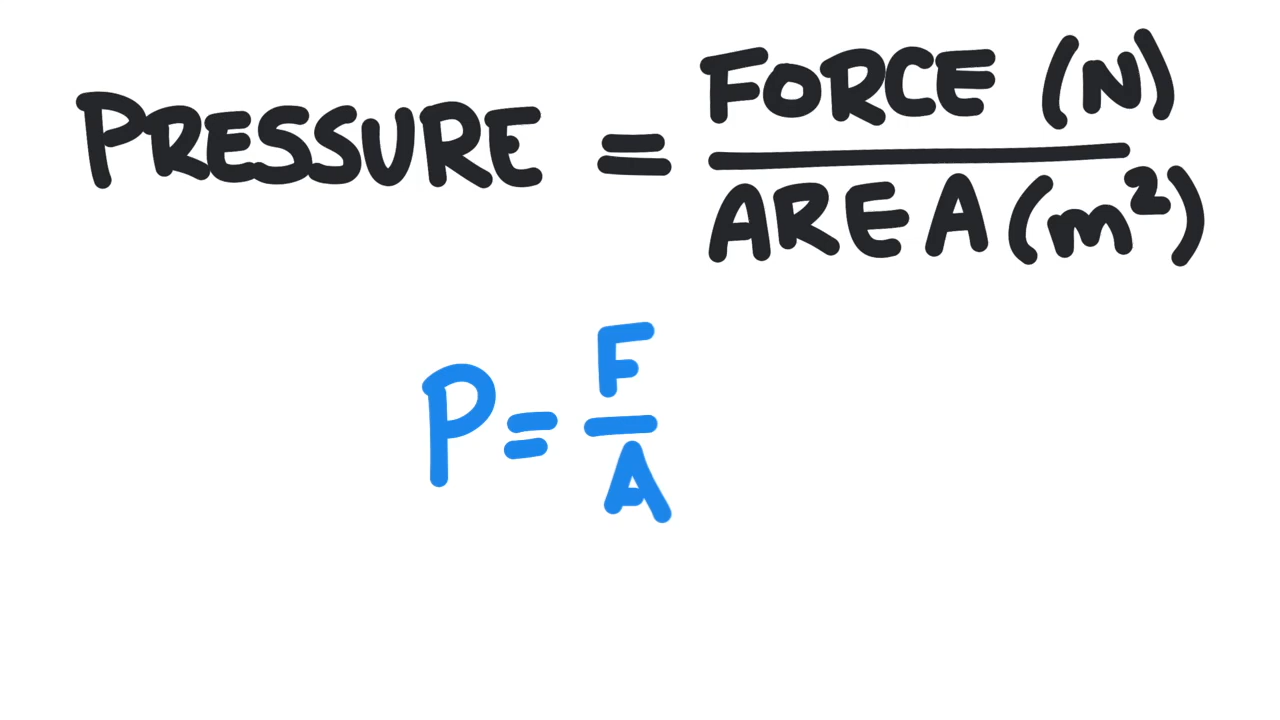 PRESSURE = FORCE (N) / AREA (m²)
P = F / A